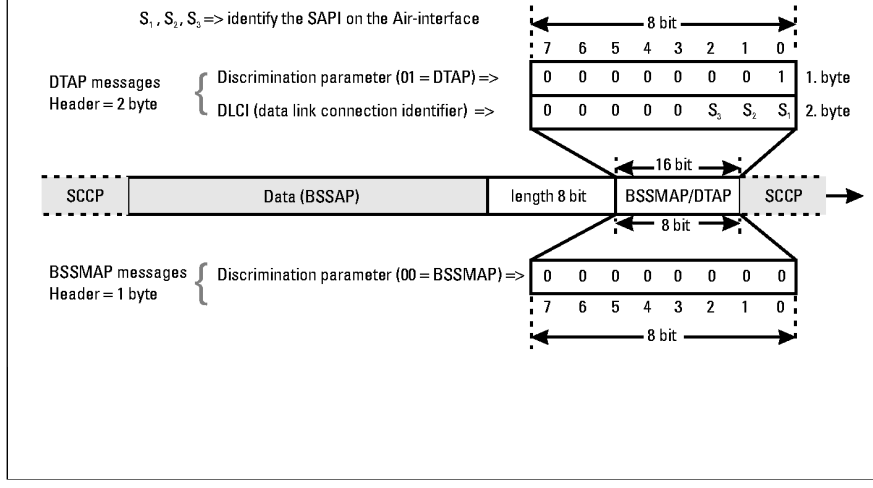 S₁, S₂, S₃ => identify the SAPI on the Air-interface
8 bit
7 6 5 4 3 2 1 0
DTAP messages
Header = 2 byte
Discrimination parameter (01 = DTAP) =>
0 0 0 0 0 0 0 1
1. byte
DLCI (data link connection identifier) =>
0 0 0 0 0 S₃ S₂ S₁
2. byte
16 bit
SCCP
Data (BSSAP)
length 8 bit
BSSMAP/DTAP
SCCP
8 bit
BSSMAP messages
Header = 1 byte
Discrimination parameter (00 = BSSMAP) =>
0 0 0 0 0 0 0 0
7 6 5 4 3 2 1 0
8 bit